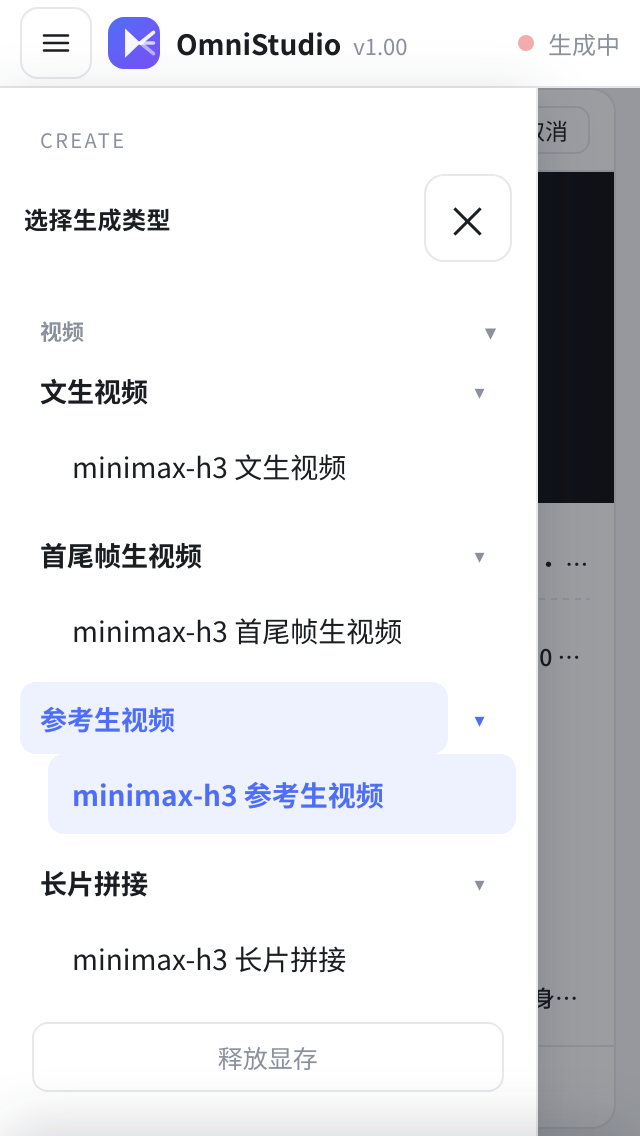 OmniStudio v1.00
生成中
CREATE
选择生成类型
视频
文生视频
minimax-h3 文生视频
首尾帧生视频
minimax-h3 首尾帧生视频
参考生视频
minimax-h3 参考生视频
长片拼接
minimax-h3 长片拼接
释放显存
消
• …
0 …
身…